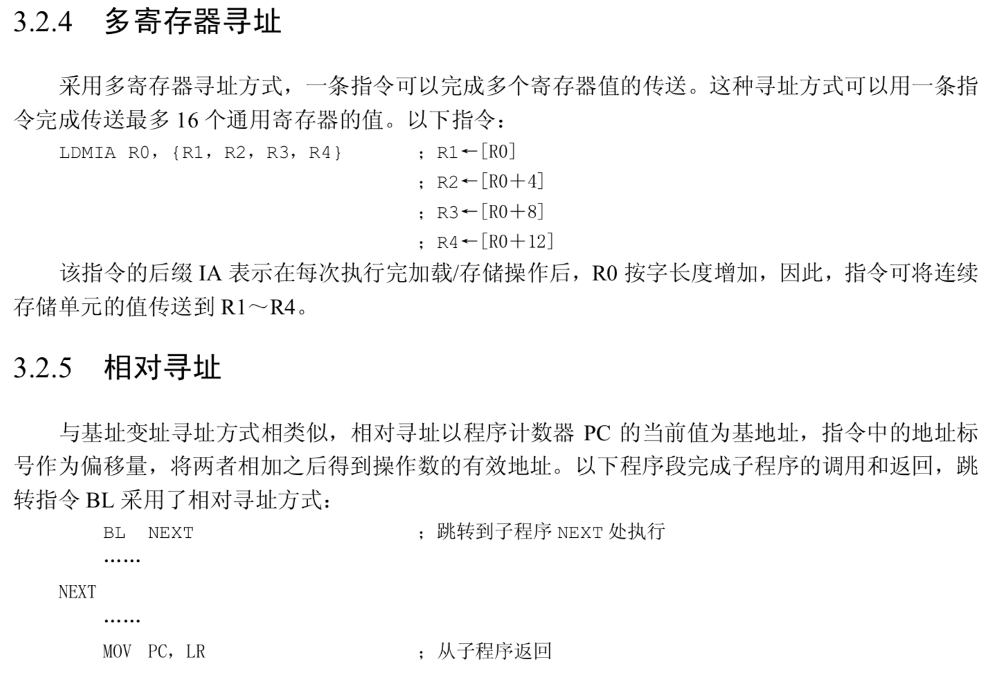 3.2.4 多寄存器寻址
采用多寄存器寻址方式，一条指令可以完成多个寄存器值的传送。这种寻址方式可以用一条指
令完成传送最多 16 个通用寄存器的值。以下指令：
LDMIA R0，{R1，R2，R3，R4} ；R1←[R0]
；R2←[R0＋4]
；R3←[R0＋8]
；R4←[R0＋12]
该指令的后缀 IA 表示在每次执行完加载/存储操作后，R0 按字长度增加，因此，指令可将连续
存储单元的值传送到 R1～R4。
3.2.5 相对寻址
与基址变址寻址方式相类似，相对寻址以程序计数器 PC 的当前值为基地址，指令中的地址标
号作为偏移量，将两者相加之后得到操作数的有效地址。以下程序段完成子程序的调用和返回，跳
转指令 BL 采用了相对寻址方式：
BL NEXT ；跳转到子程序 NEXT 处执行
……
NEXT
……
MOV PC，LR ；从子程序返回